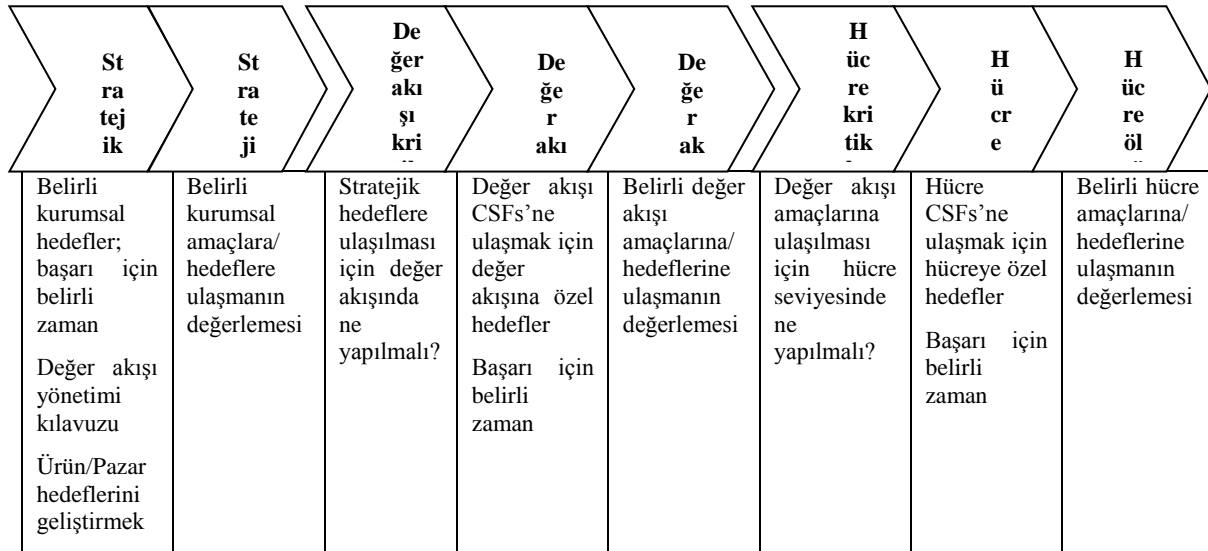 St
ra
tej
ik
St
ra
te
ji
De
ğer
akı
şı
kri
De
ğe
r
akı
De
ğe
r
ak
H
üc
re
kri
tik
H
ü
cr
e
H
üc
re
öl
Belirli
kurumsal
hedefler;
başarı için
belirli
zaman
Değer akışı
yönetimi
kılavuzu
Ürün/Pazar
hedeflerini
geliştirmek
Belirli
kurumsal
amaçlara/
hedeflere
ulaşmanın
değerlemesi
Stratejik
hedeflere
ulaşılması
için değer
akışında
ne
yapılmalı?
Değer akışı
CSFs’ne
ulaşmak için
değer
akışına özel
hedefler
Başarı için
belirli
zaman
Belirli değer
akışı
amaçlarına/
hedeflerine
ulaşmanın
değerlemesi
Değer akışı
amaçlarına
ulaşılması
için hücre
seviyesinde
ne
yapılmalı?
Hücre
CSFs’ne
ulaşmak için
hücreye özel
hedefler
Başarı için
belirli
zaman
Belirli hücre
amaçlarına/
hedeflerine
ulaşmanın
değerlemesi